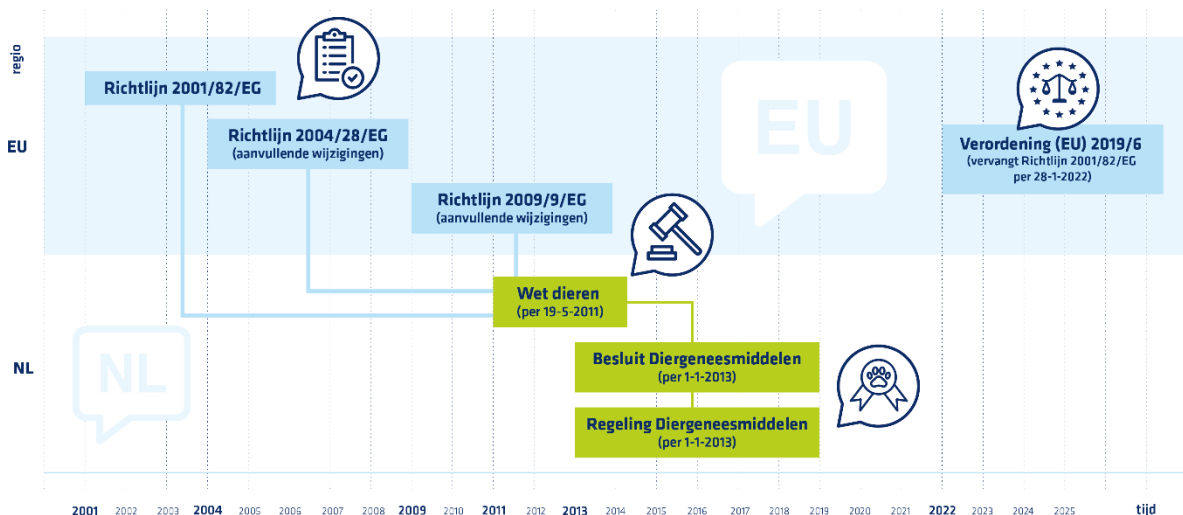 regio
Richtlijn 2001/82/EG
EU
Richtlijn 2004/28/EG
(aanvullende wijzigingen)
EU
Verordening (EU) 2019/6
(vervangt Richtlijn 2001/82/EG
per 28-1-2022)
Richtlijn 2009/9/EG
(aanvullende wijzigingen)
Wet dieren
(per 19-5-2011)
NL
NL
Besluit Diergeneesmiddelen
(per 1-1-2013)
Regeling Diergeneesmiddelen
(per 1-1-2013)
2001 2002 2003 2004 2005 2006 2007 2008 2009 2010 2011 2012 2013 2014 2015 2016 2017 2018 2019 2020 2021 2022 2023 2024 2025 tijd